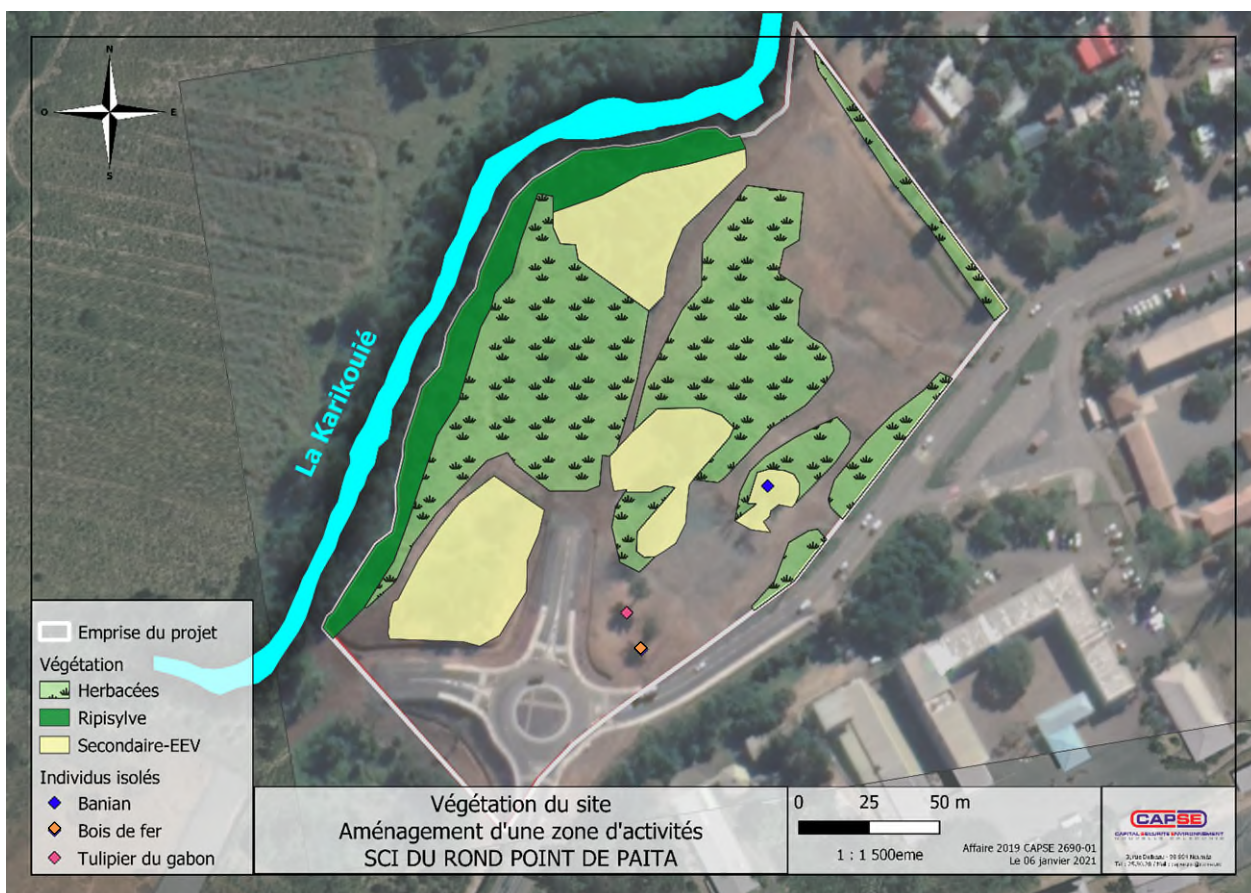 N
O
E
S
La Karikouié
Emprise du projet
Végétation
Herbacées
Ripisylve
Secondaire-EEV
Individus isolés
Banian
Bois de fer
Tulipier du gabon
Végétation du site
Aménagement d'une zone d'activités
SCI DU ROND POINT DE PAITA
0 25 50 m
1 : 1 500eme
Affaire 2019 CAPSE 2690-01
Le 06 janvier 2021
CAPSE
CAPITAL SECURITE ENVIRONNEMENT
NOUVELLE CALEDONIE